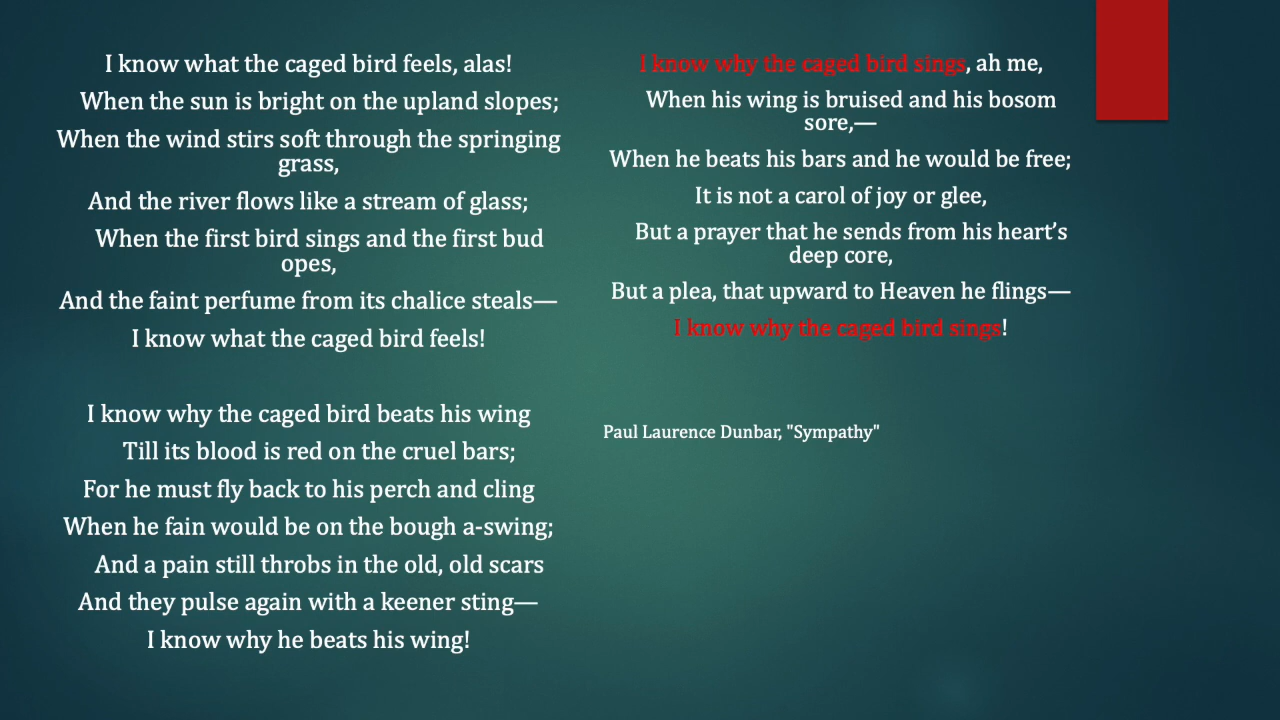 I know what the caged bird feels, alas!
When the sun is bright on the upland slopes;
When the wind stirs soft through the springing
grass,
And the river flows like a stream of glass;
When the first bird sings and the first bud
opes,
And the faint perfume from its chalice steals—
I know what the caged bird feels!
I know why the caged bird beats his wing
Till its blood is red on the cruel bars;
For he must fly back to his perch and cling
When he fain would be on the bough a-swing;
And a pain still throbs in the old, old scars
And they pulse again with a keener sting—
I know why he beats his wing!
I know why the caged bird sings, ah me,
When his wing is bruised and his bosom
sore,—
When he beats his bars and he would be free;
It is not a carol of joy or glee,
But a prayer that he sends from his heart’s
deep core,
But a plea, that upward to Heaven he flings—
I know why the caged bird sings!
Paul Laurence Dunbar, "Sympathy"